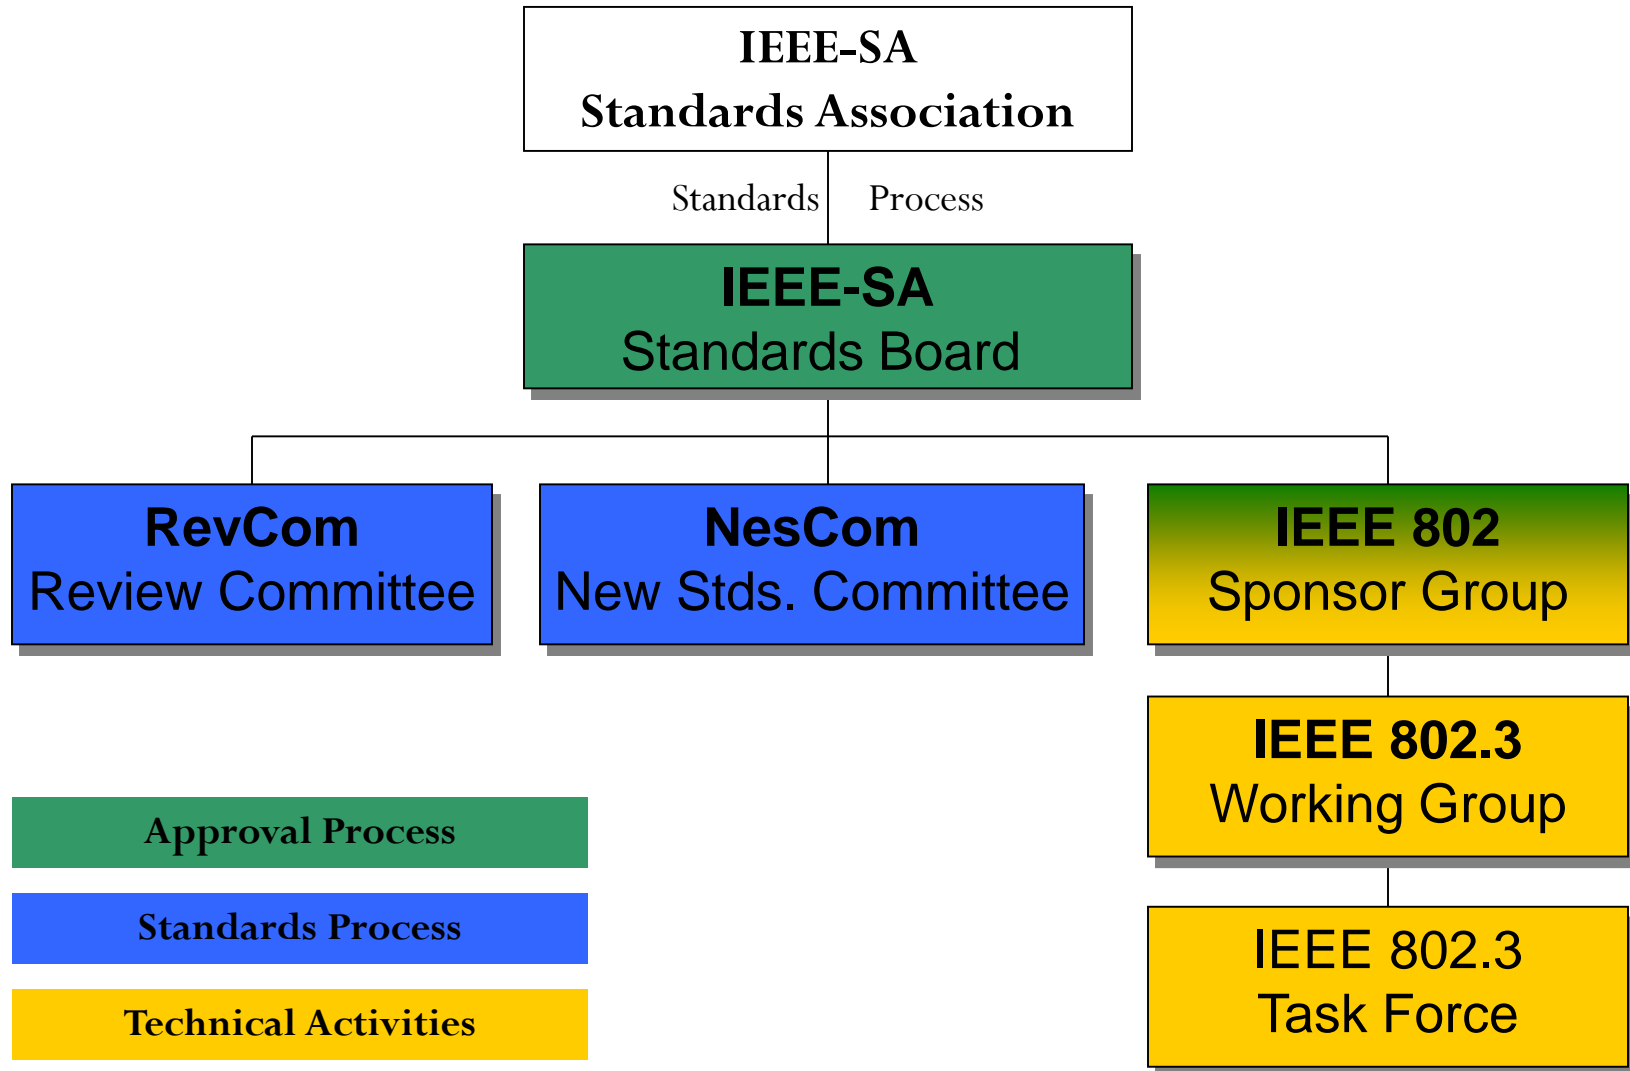 IEEE-SA
Standards Association
Standards Process
IEEE-SA
Standards Board
RevCom
Review Committee
NesCom
New Stds. Committee
IEEE 802
Sponsor Group
IEEE 802.3
Working Group
IEEE 802.3
Task Force
Approval Process
Standards Process
Technical Activities